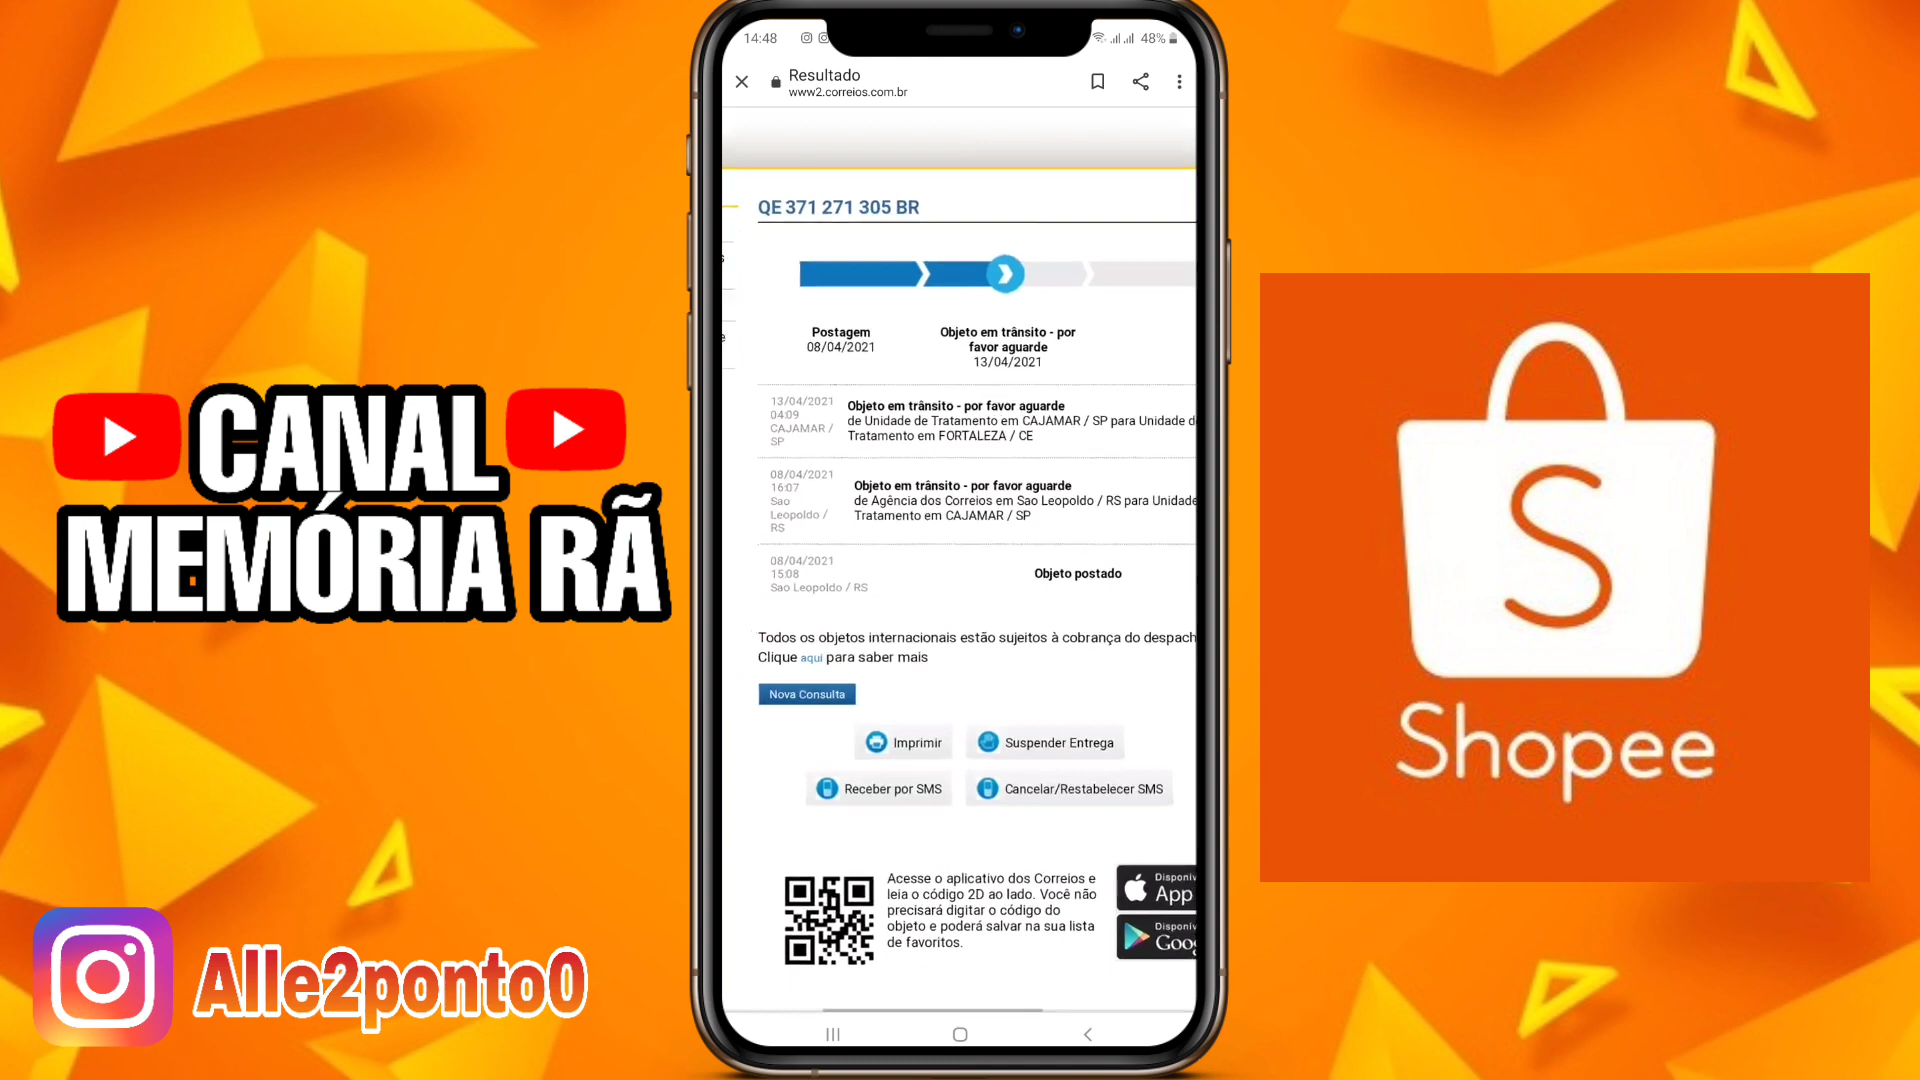 CANAL
MEMÓRIA RÃ
Alle2ponto0
14:48
48%
Resultado
www2.correios.com.br
QE 371 271 305 BR
Postagem
08/04/2021
Objeto em trânsito - por
favor aguarde
13/04/2021
13/04/2021
04:09
CAJAMAR /
SP
Objeto em trânsito - por favor aguarde
de Unidade de Tratamento em CAJAMAR / SP para Unidade d
Tratamento em FORTALEZA / CE
08/04/2021
16:07
Sao
Leopoldo /
RS
Objeto em trânsito - por favor aguarde
de Agência dos Correios em Sao Leopoldo / RS para Unidade
Tratamento em CAJAMAR / SP
08/04/2021
15:08
Sao Leopoldo / RS
Objeto postado
Todos os objetos internacionais estão sujeitos à cobrança do despach
Clique aqui para saber mais
Nova Consulta
Imprimir
Suspender Entrega
Receber por SMS
Cancelar/Restabelecer SMS
Acesse o aplicativo dos Correios e
leia o código 2D ao lado. Você não
precisará digitar o código do
objeto e poderá salvar na sua lista
de favoritos.
Disponív
App
Disponív
Goo
S
Shopee